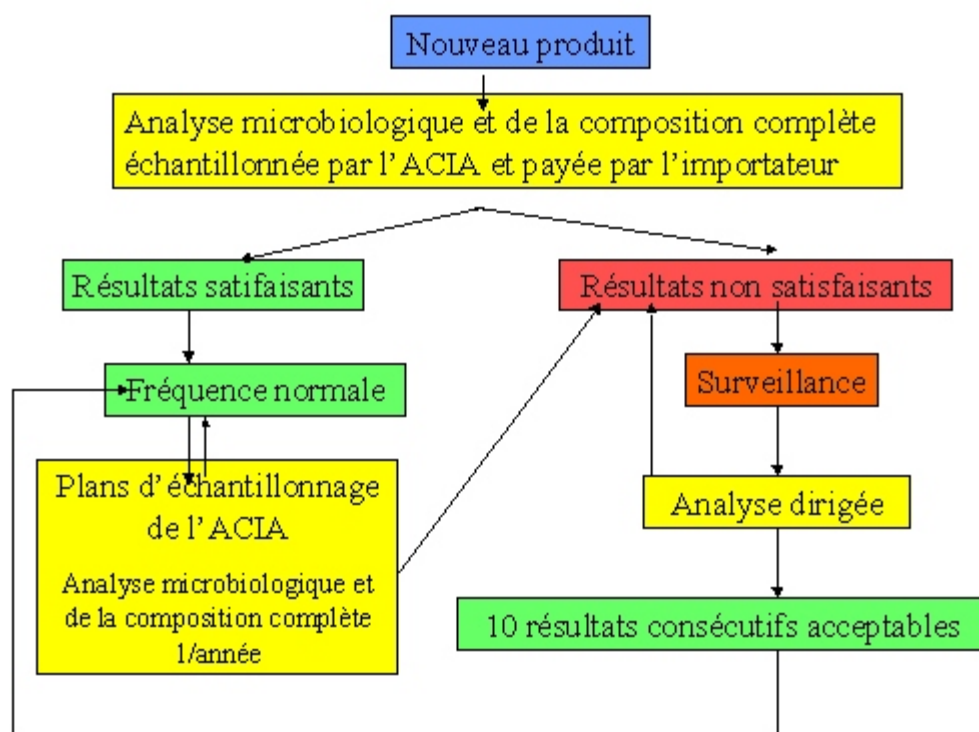 Nouveau produit
Analyse microbiologique et de la composition complète
échantillonnée par l'ACIA et payée par l'importateur
Résultats satifaisants
Résultats non satisfaisants
Fréquence normale
Surveillance
Plans d'échantillonnage
de l'ACIA
Analyse microbiologique et
de la composition complète
1/année
Analyse dirigée
10 résultats consécutifs acceptables